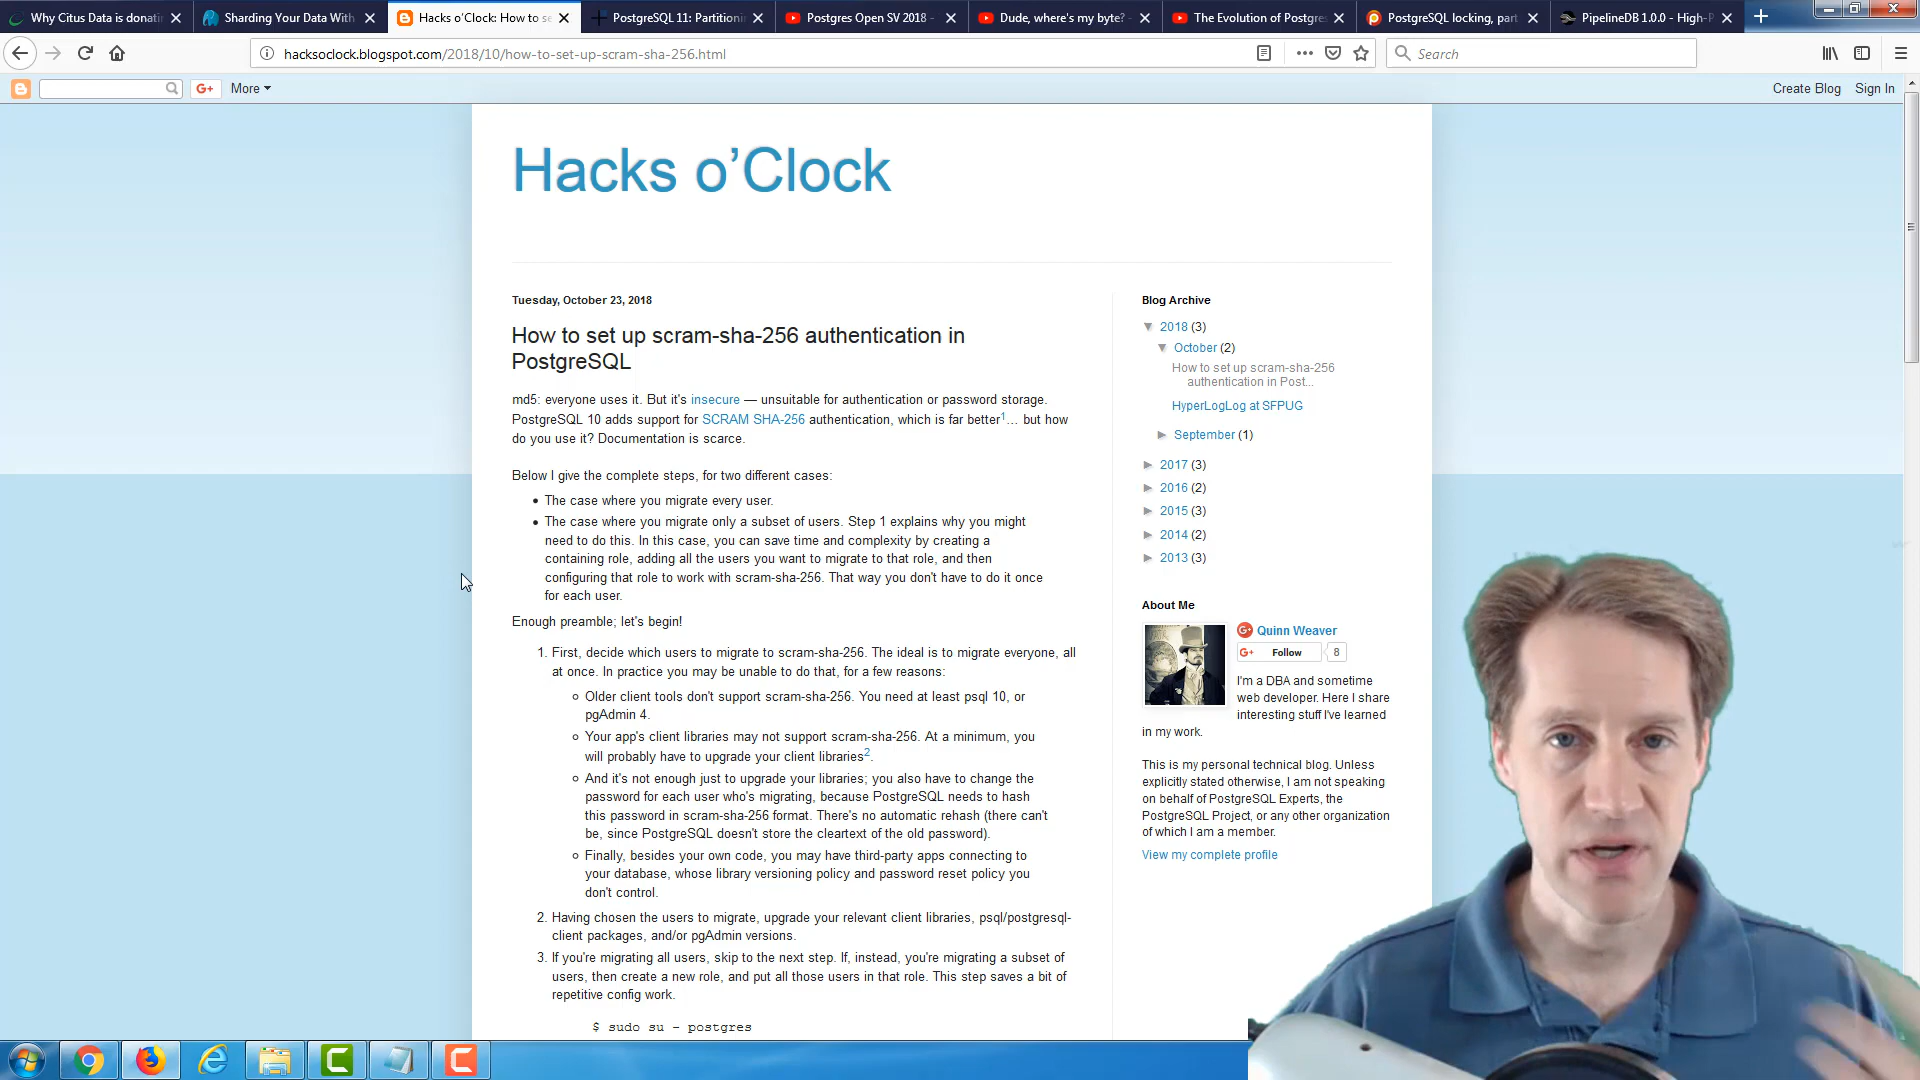 Why Citus Data is donati
Sharding Your Data With
Hacks o'Clock: How to se
PostgreSQL 11: Partitioni
Postgres Open SV 2018 -
Dude, where's my byte? -
The Evolution of Postgres
PostgreSQL locking, part
PipelineDB 1.0.0 - High-P
hacksoclock.blogspot.com/2018/10/how-to-set-up-scram-sha-256.html
Search
G+
More
Create Blog
Sign In
Hacks o'Clock
Tuesday, October 23, 2018
How to set up scram-sha-256 authentication in
PostgreSQL
md5: everyone uses it. But it's insecure — unsuitable for authentication or password storage.
PostgreSQL 10 adds support for SCRAM SHA-256 authentication, which is far better1… but how
do you use it? Documentation is scarce.
Below I give the complete steps, for two different cases:
• The case where you migrate every user.
• The case where you migrate only a subset of users. Step 1 explains why you might
need to do this. In this case, you can save time and complexity by creating a
containing role, adding all the users you want to migrate to that role, and then
configuring that role to work with scram-sha-256. That way you don't have to do it once
for each user.
Enough preamble; let's begin!
1. First, decide which users to migrate to scram-sha-256. The ideal is to migrate everyone, all
at once. In practice you may be unable to do that, for a few reasons:
Older client tools don't support scram-sha-256. You need at least psql 10, or
pgAdmin 4.
Your app's client libraries may not support scram-sha-256. At a minimum, you
will probably have to upgrade your client libraries2.
And it's not enough just to upgrade your libraries; you also have to change the
password for each user who's migrating, because PostgreSQL needs to hash
this password in scram-sha-256 format. There's no automatic rehash (there can't
be, since PostgreSQL doesn't store the cleartext of the old password).
Finally, besides your own code, you may have third-party apps connecting to
your database, whose library versioning policy and password reset policy you
don't control.
2. Having chosen the users to migrate, upgrade your relevant client libraries, psql/postgresql-
client packages, and/or pgAdmin versions.
3. If you're migrating all users, skip to the next step. If, instead, you're migrating a subset of
users, then create a new role, and put all those users in that role. This step saves a bit of
repetitive config work.
$ sudo su - postgres
Blog Archive
▼ 2018 (3)
▼ October (2)
How to set up scram-sha-256
authentication in Post...
HyperLogLog at SFPUG
► September (1)
► 2017 (3)
► 2016 (2)
► 2015 (3)
► 2014 (2)
► 2013 (3)
About Me
Quinn Weaver
G+ Follow 8
I'm a DBA and sometime
web developer. Here I share
interesting stuff I've learned
in my work.
This is my personal technical blog. Unless
explicitly stated otherwise, I am not speaking
on behalf of PostgreSQL Experts, the
PostgreSQL Project, or any other organization
of which I am a member.
View my complete profile